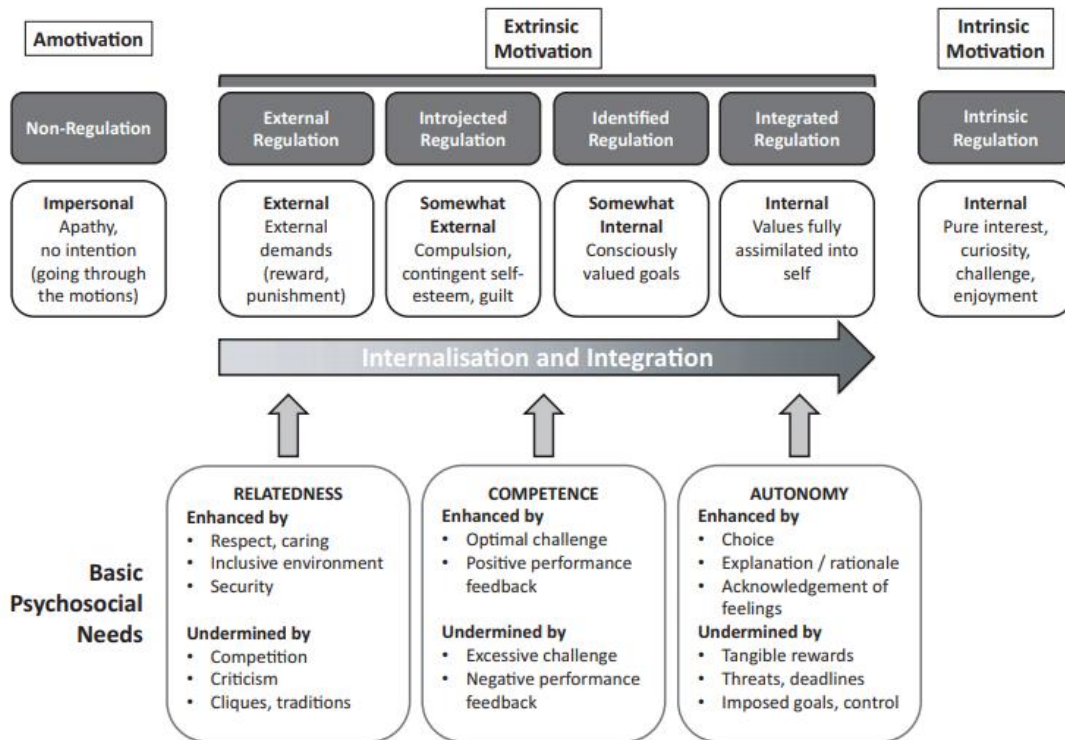 Amotivation
Extrinsic
Motivation
Intrinsic
Motivation
Non-Regulation
External
Regulation
Introjected
Regulation
Identified
Regulation
Integrated
Regulation
Intrinsic
Regulation
Impersonal
Apathy,
no intention
(going through
the motions)
External
External
demands
(reward,
punishment)
Somewhat
External
Compulsion,
contingent self-
esteem, guilt
Somewhat
Internal
Consciously
valued goals
Internal
Values fully
assimilated into
self
Internal
Pure interest,
curiosity,
challenge,
enjoyment
Internalisation and Integration
Basic
Psychosocial
Needs
RELATEDNESS
Enhanced by
• Respect, caring
• Inclusive environment
• Security
Undermined by
• Competition
• Criticism
• Cliques, traditions
COMPETENCE
Enhanced by
• Optimal challenge
• Positive performance
feedback
Undermined by
• Excessive challenge
• Negative performance
feedback
AUTONOMY
Enhanced by
• Choice
• Explanation / rationale
• Acknowledgement of
feelings
Undermined by
• Tangible rewards
• Threats, deadlines
• Imposed goals, control